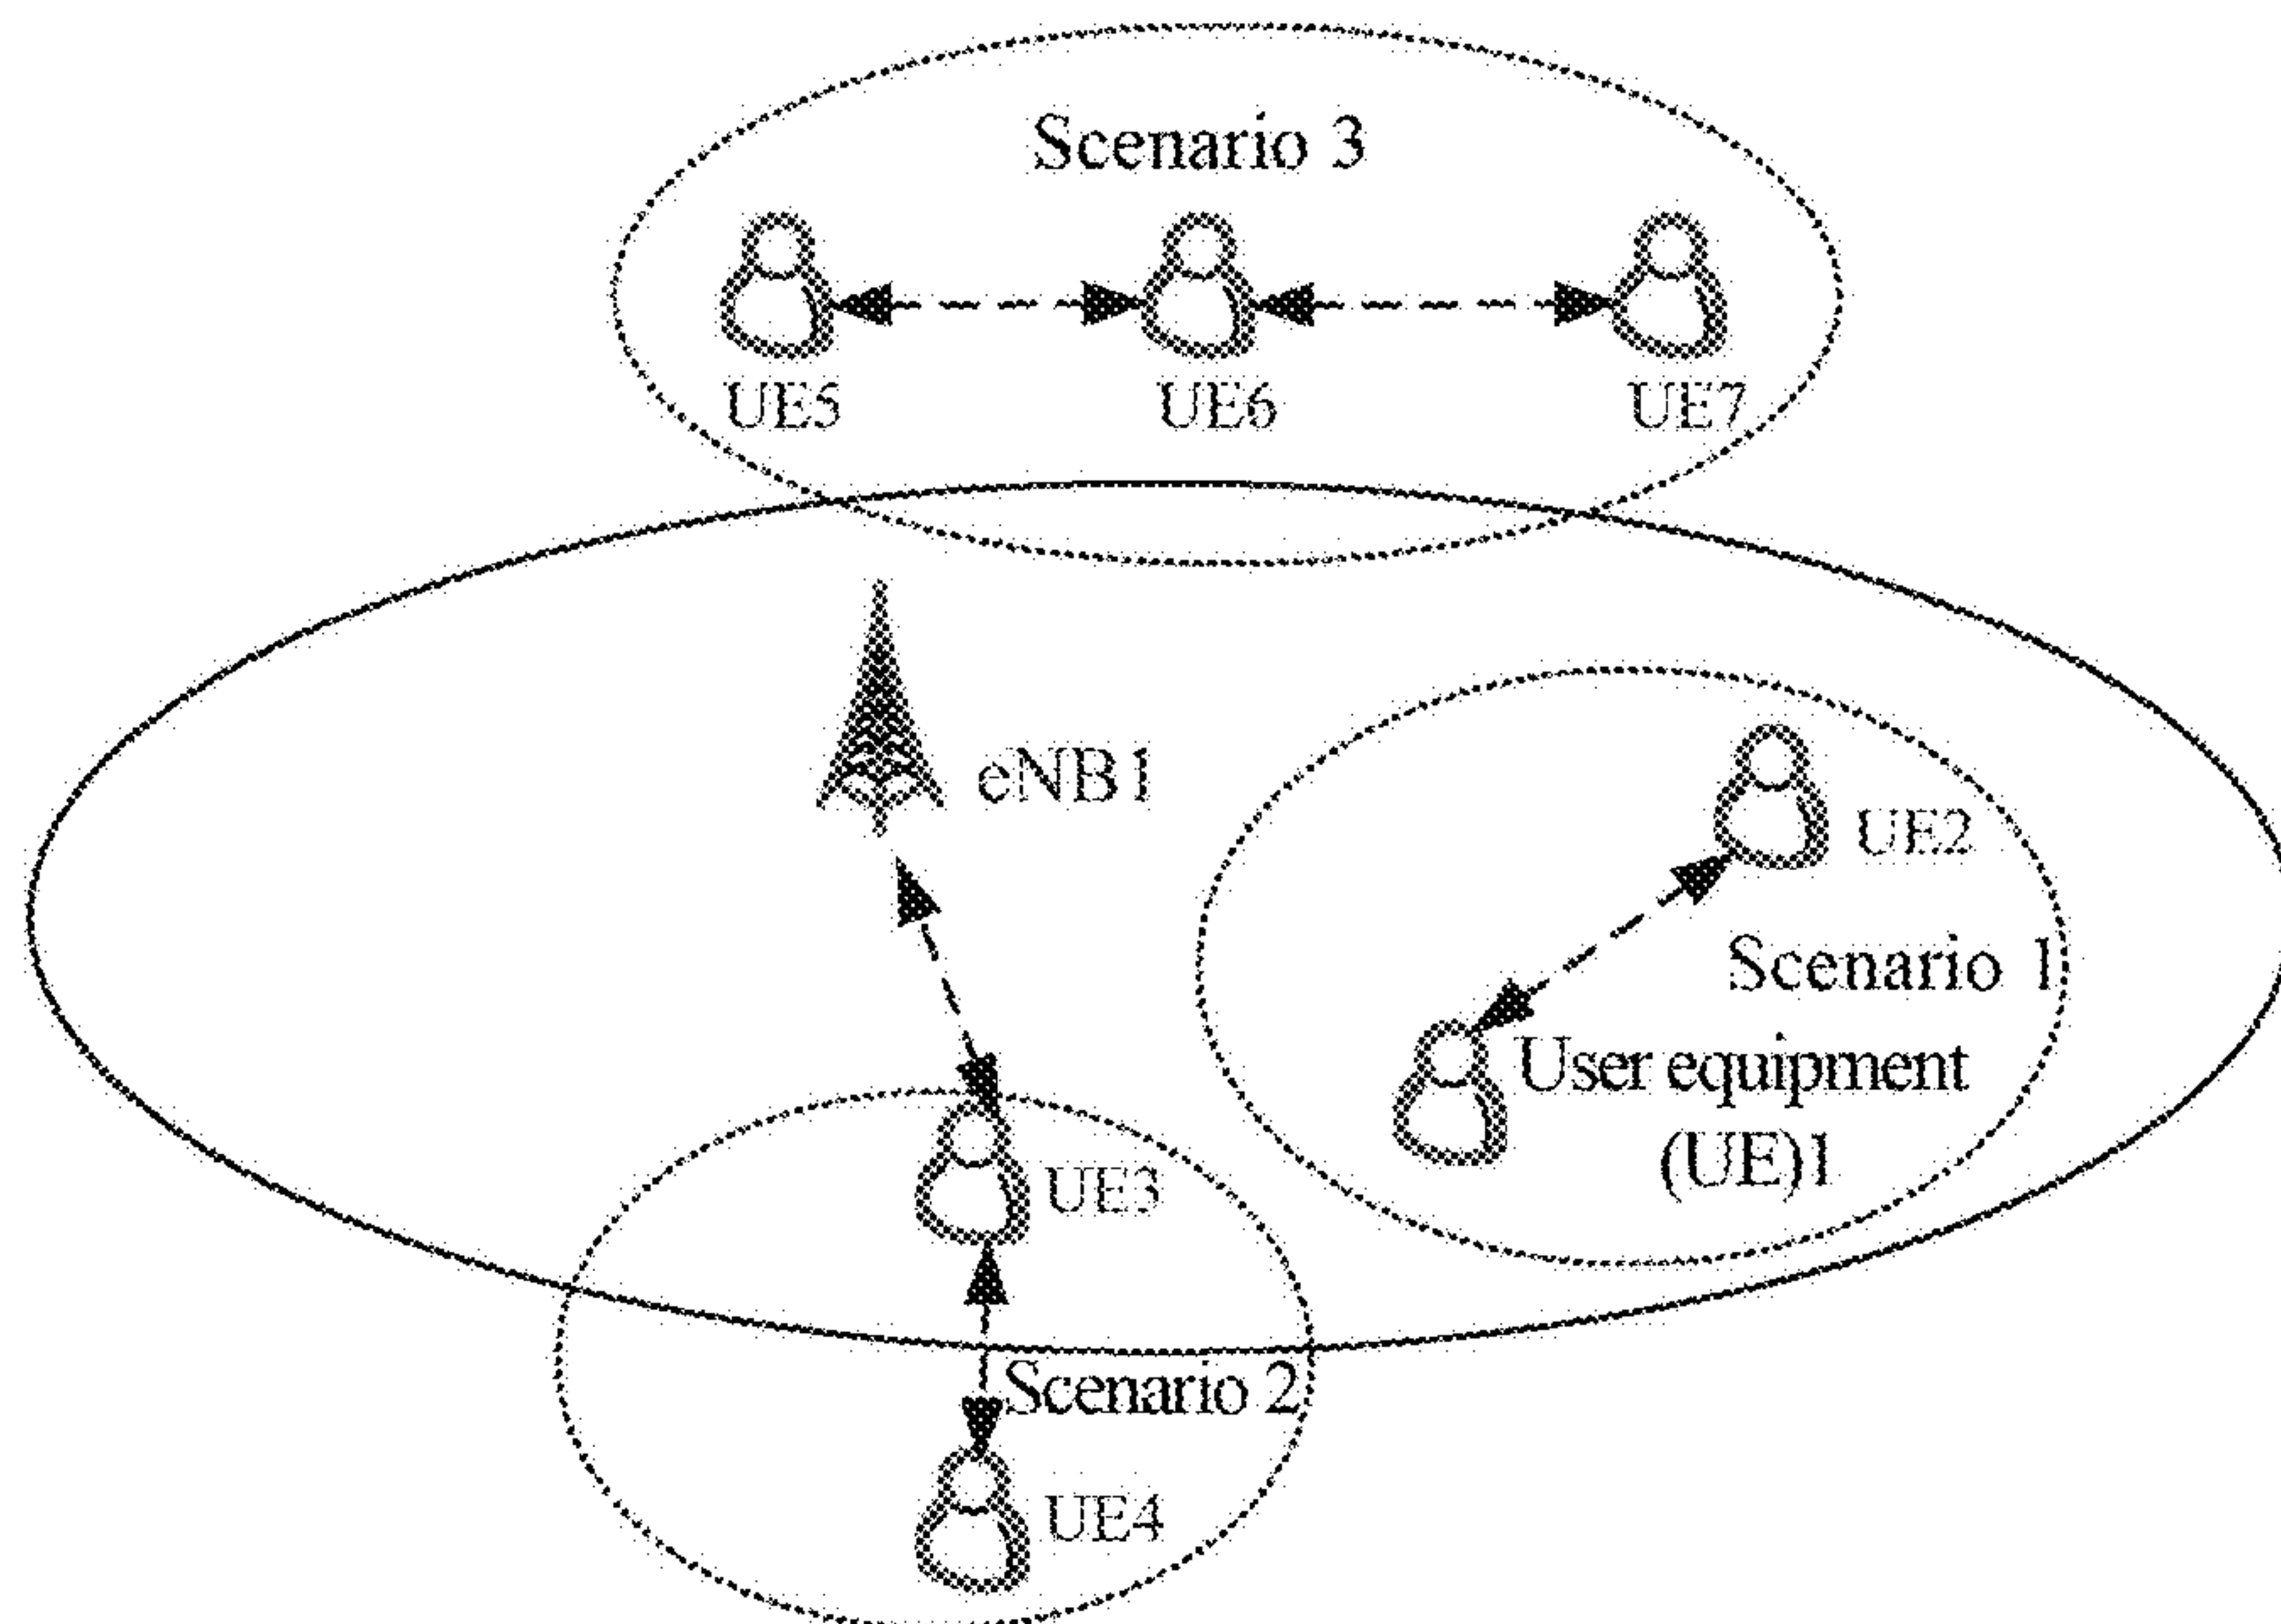 Scenario 3
UE5
UE6
UE7
eNB1
UE2
Scenario 1
User equipment
(UE)1
UE3
Scenario 2
UE4